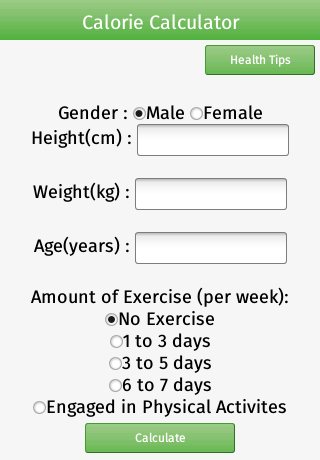 Calorie Calculator
Health Tips
Gender : Male Female
Height(cm) :
Weight(kg) :
Age(years) :
Amount of Exercise (per week):
No Exercise
1 to 3 days
3 to 5 days
6 to 7 days
Engaged in Physical Activites
Calculate